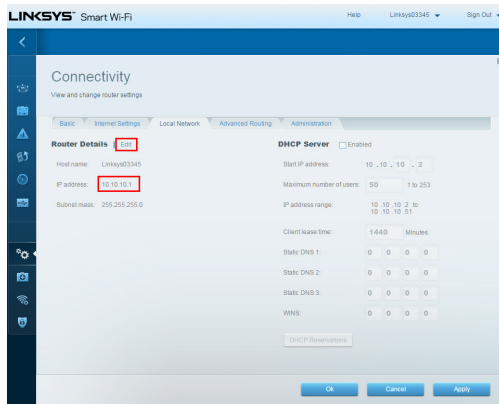 LINKSYS Smart Wi-Fi
Help Linksys03345 Sign Out
Connectivity
View and change router settings
Basic Internet Settings Local Network Advanced Routing Administration
Router Details | Edit
Host name: Linksys03345
IP address: 10.10.10.1
Subnet mask: 255.255.255.0
DHCP Server Enabled
Start IP address: 10 . 10 . 10 . 2
Maximum number of users: 50 1 to 253
IP address range: 10 .10 .10 2 to
10 .10 .10 51
Client lease time: 1440 Minutes
Static DNS 1: 0 0 0 0
Static DNS 2: 0 0 0 0
Static DNS 3: 0 0 0 0
WINS: 0 0 0 0
DHCP Reservations
Ok Cancel Apply